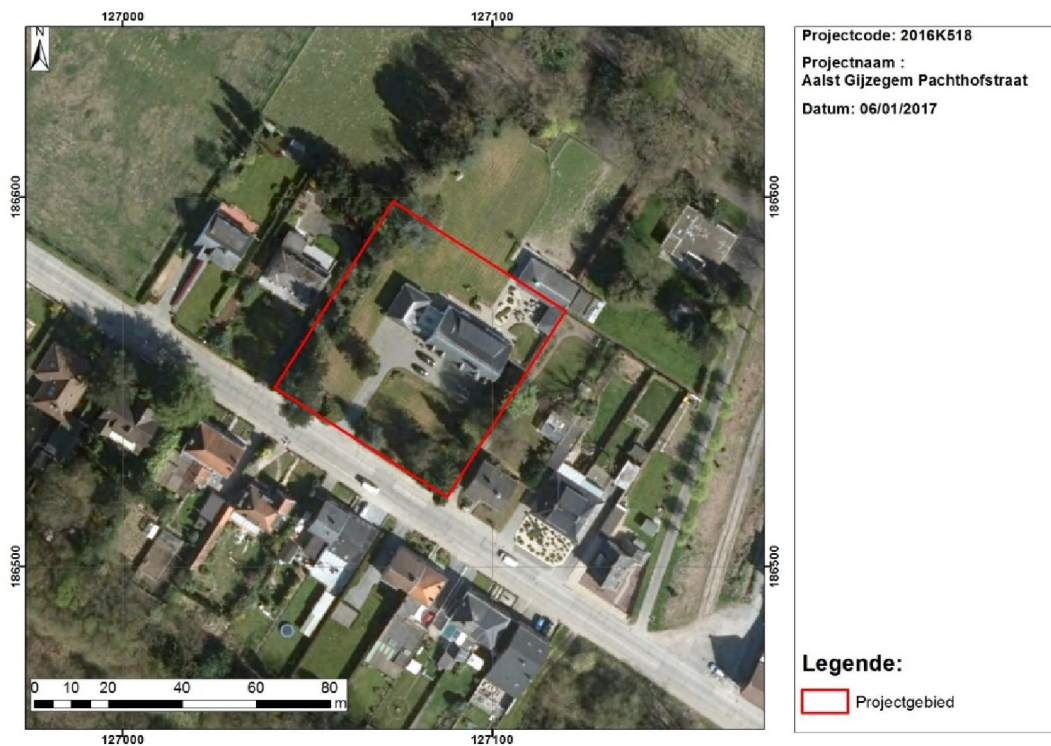 127000 127100
N
186600 186600
186500 186500
0 10 20 40 60 80
m
127000 127100
Projectcode: 2016K518
Projectnaam :
Aalst Gijzegem Pachthofstraat
Datum: 06/01/2017
Legende:
Projectgebied